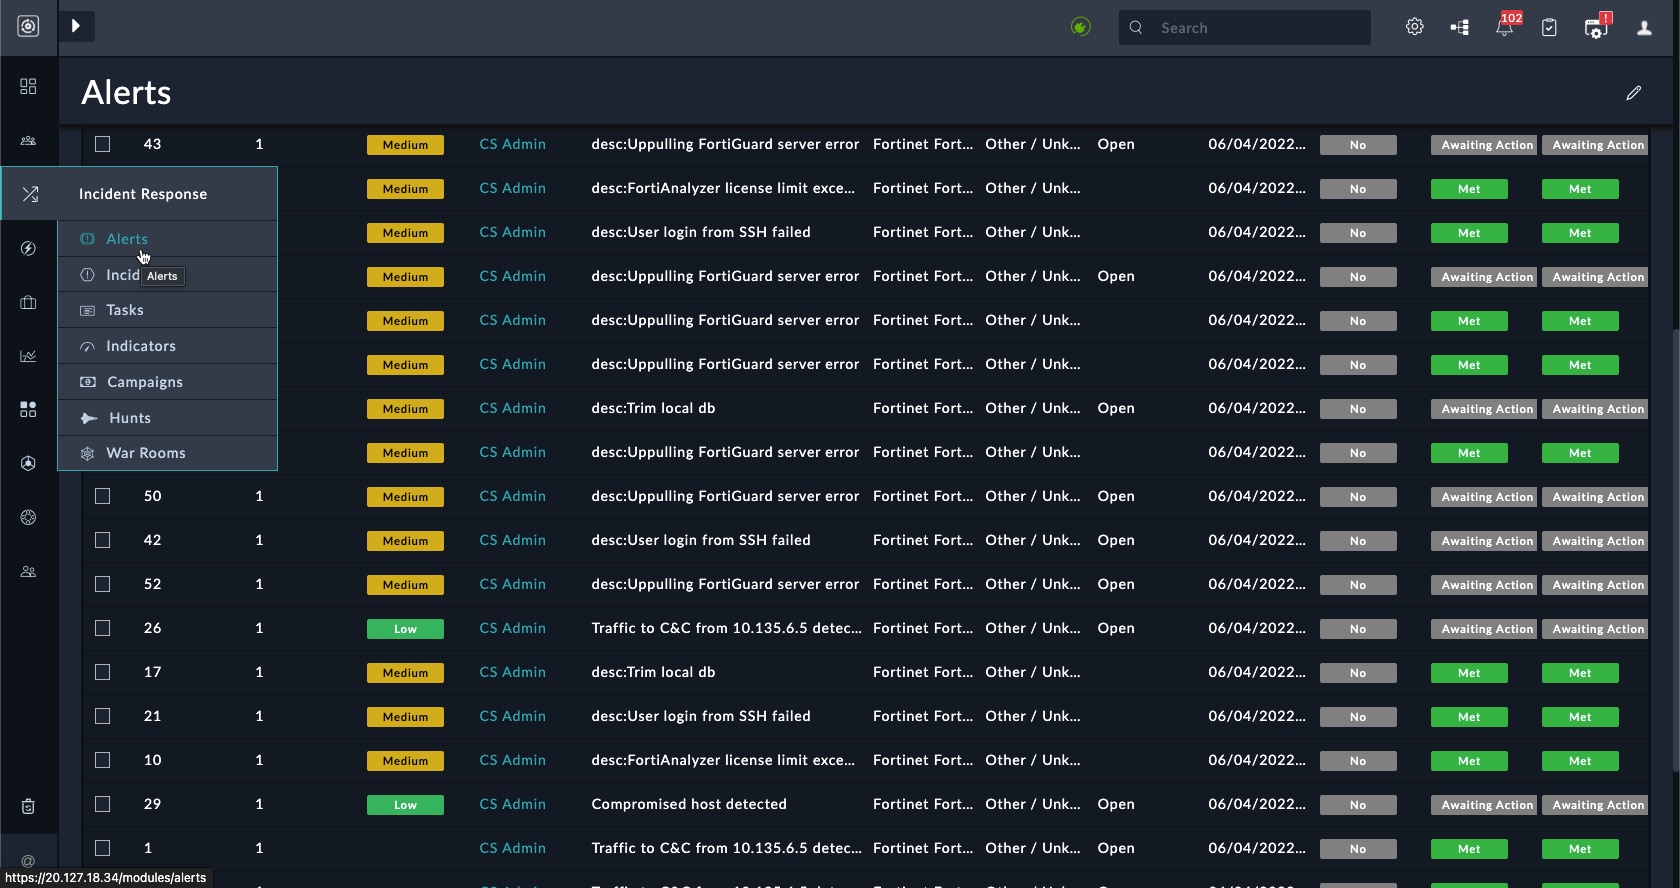 Search
102
!
Alerts
43 1 Medium CS Admin desc:Uppulling FortiGuard server error Fortinet Fort... Other / Unk... Open 06/04/2022... No Awaiting Action Awaiting Action
Incident Response
Medium CS Admin desc:FortiAnalyzer license limit exce... Fortinet Fort... Other / Unk... 06/04/2022... No Met Met
Alerts
Medium CS Admin desc:User login from SSH failed Fortinet Fort... Other / Unk... 06/04/2022... No Met Met
Incid
Alerts
Medium CS Admin desc:Uppulling FortiGuard server error Fortinet Fort... Other / Unk... Open 06/04/2022... No Awaiting Action Awaiting Action
Tasks
Medium CS Admin desc:Uppulling FortiGuard server error Fortinet Fort... Other / Unk... 06/04/2022... No Met Met
Indicators
Medium CS Admin desc:Uppulling FortiGuard server error Fortinet Fort... Other / Unk... 06/04/2022... No Met Met
Campaigns
Medium CS Admin desc:Trim local db Fortinet Fort... Other / Unk... Open 06/04/2022... No Awaiting Action Awaiting Action
Hunts
Medium CS Admin desc:Uppulling FortiGuard server error Fortinet Fort... Other / Unk... 06/04/2022... No Met Met
War Rooms
50 1 Medium CS Admin desc:Uppulling FortiGuard server error Fortinet Fort... Other / Unk... Open 06/04/2022... No Awaiting Action Awaiting Action
42 1 Medium CS Admin desc:User login from SSH failed Fortinet Fort... Other / Unk... Open 06/04/2022... No Awaiting Action Awaiting Action
52 1 Medium CS Admin desc:Uppulling FortiGuard server error Fortinet Fort... Other / Unk... Open 06/04/2022... No Awaiting Action Awaiting Action
26 1 Low CS Admin Traffic to C&C from 10.135.6.5 detec... Fortinet Fort... Other / Unk... Open 06/04/2022... No Awaiting Action Awaiting Action
17 1 Medium CS Admin desc:Trim local db Fortinet Fort... Other / Unk... 06/04/2022... No Met Met
21 1 Medium CS Admin desc:User login from SSH failed Fortinet Fort... Other / Unk... 06/04/2022... No Met Met
10 1 Medium CS Admin desc:FortiAnalyzer license limit exce... Fortinet Fort... Other / Unk... 06/04/2022... No Met Met
29 1 Low CS Admin Compromised host detected Fortinet Fort... Other / Unk... Open 06/04/2022... No Awaiting Action Awaiting Action
1 1 CS Admin Traffic to C&C from 10.135.6.5 detec... Fortinet Fort... Other / Unk... Open 06/04/2022... No Met Met
@
https://20.127.18.34/modules/alerts